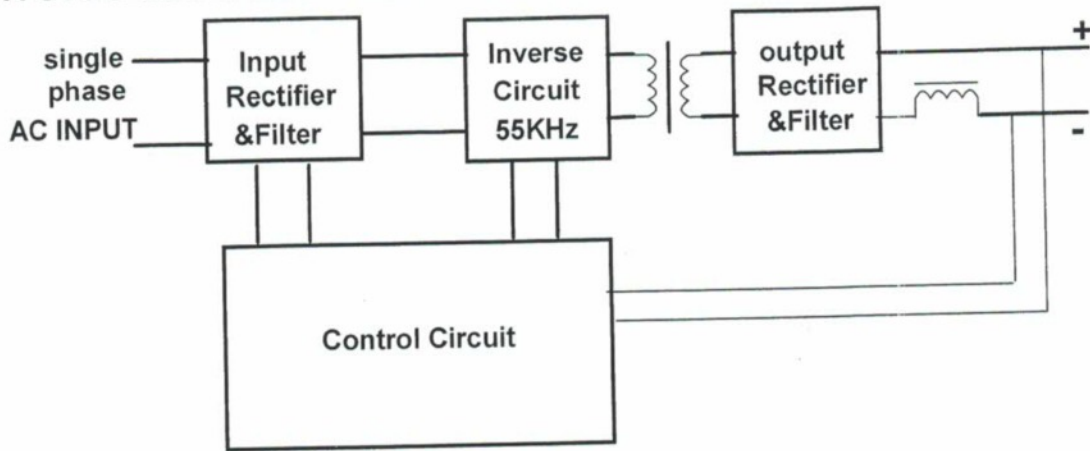 single
phase
AC INPUT
Input
Rectifier
&Filter
Inverse
Circuit
55KHz
output
Rectifier
&Filter
+
-
Control Circuit